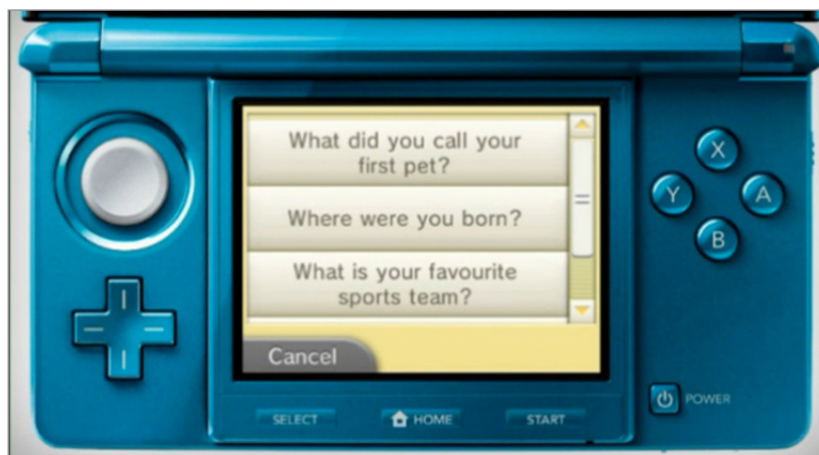 What did you call your
first pet?
Where were you born?
What is your favourite
sports team?
Cancel
X
Y
A
B
SELECT
HOME
START
POWER